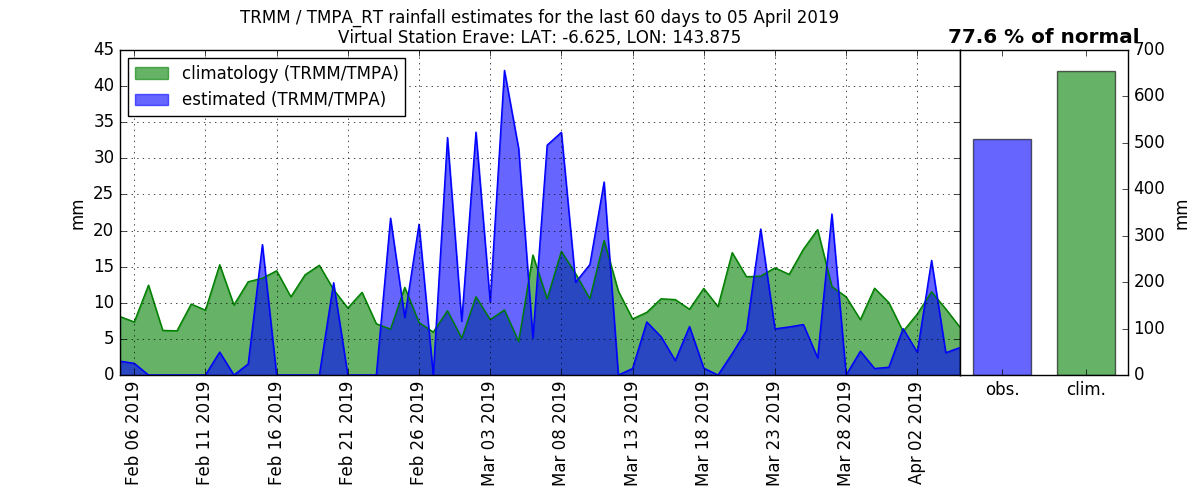 TRMM / TMPA_RT rainfall estimates for the last 60 days to 05 April 2019
Virtual Station Erave: LAT: -6.625, LON: 143.875
77.6 % of normal
climatology (TRMM/TMPA)
estimated (TRMM/TMPA)
45
40
35
30
25
20
15
10
5
0
mm
Feb 06 2019
Feb 11 2019
Feb 16 2019
Feb 21 2019
Feb 26 2019
Mar 03 2019
Mar 08 2019
Mar 13 2019
Mar 18 2019
Mar 23 2019
Mar 28 2019
Apr 02 2019
obs.
clim.
700
600
500
400
300
200
100
0
mm